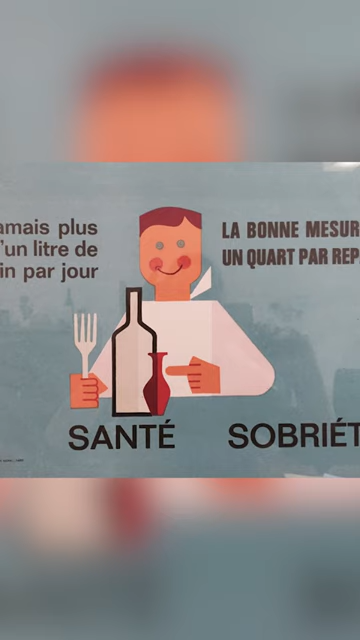 amais plus
'un litre de
in par jour
LA BONNE MESUR
UN QUART PAR REP
SANTÉ
SOBRIÉT